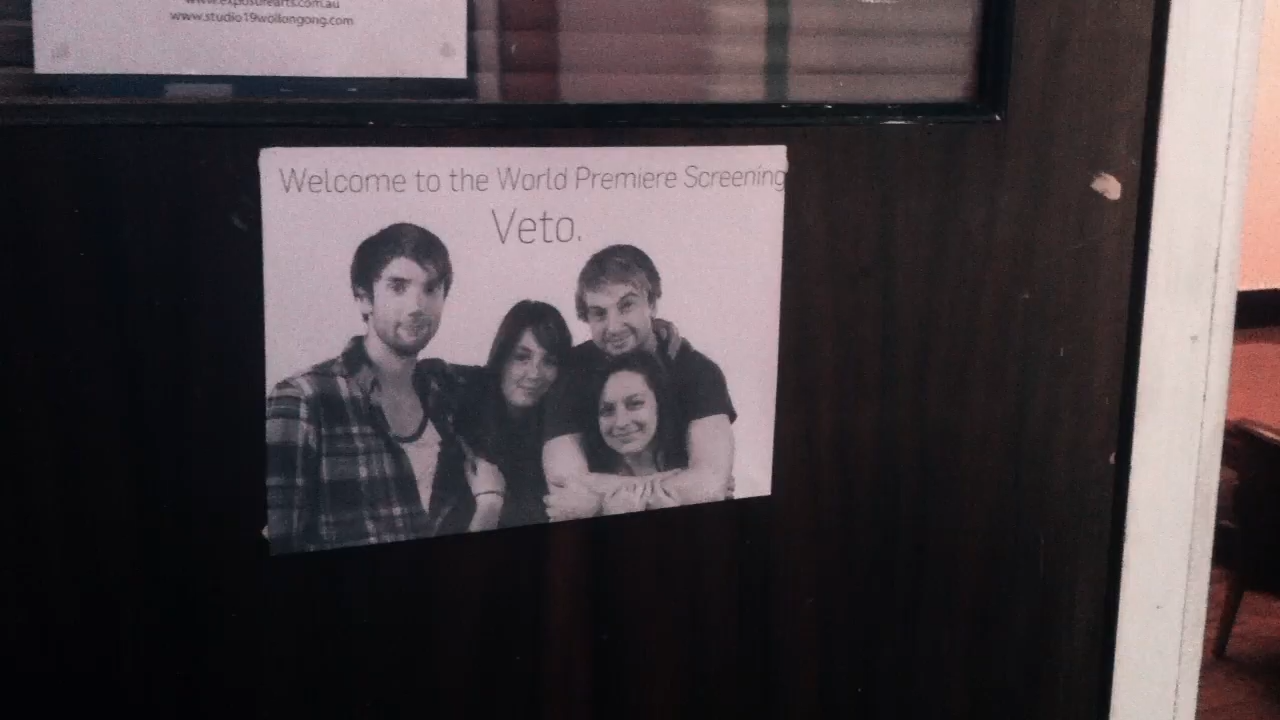 www.exposurearts.com.au
www.studio19wollongong.com
Welcome to the World Premiere Screening
Veto.